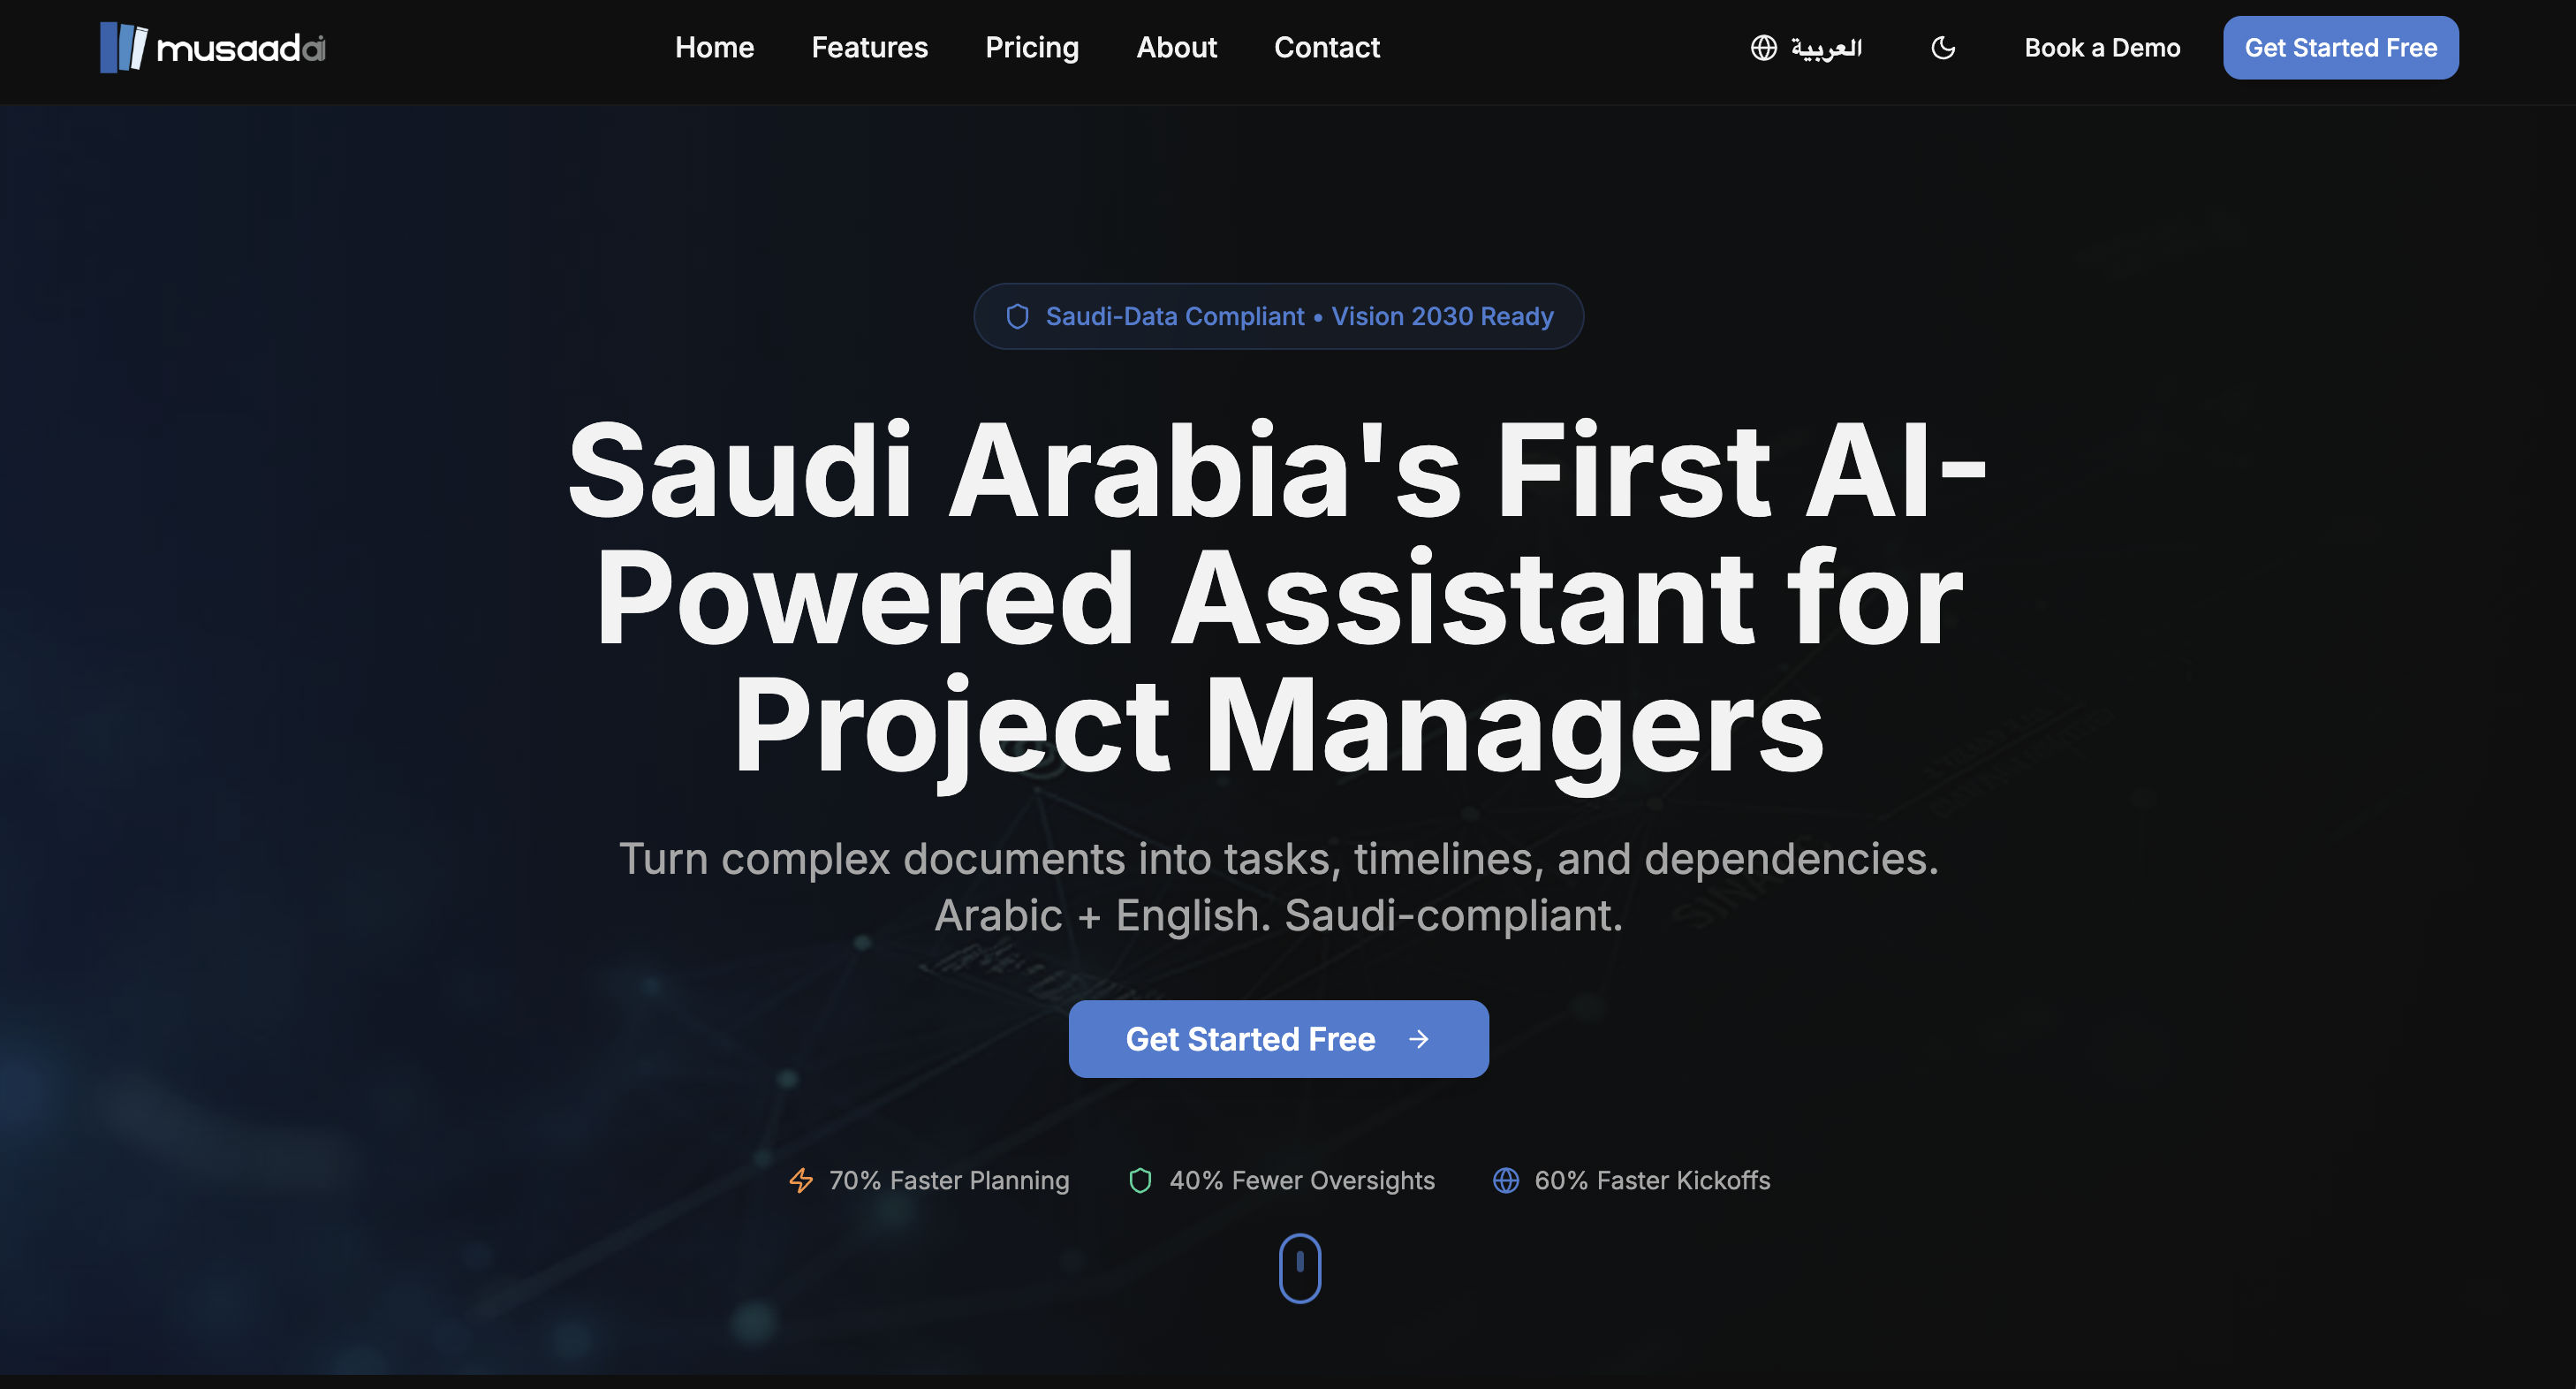 musaadai
Home Features Pricing About Contact
العربية
Book a Demo
Get Started Free
Saudi-Data Compliant • Vision 2030 Ready
Saudi Arabia's First AI-
Powered Assistant for
Project Managers
Turn complex documents into tasks, timelines, and dependencies.
Arabic + English. Saudi-compliant.
Get Started Free
70% Faster Planning
40% Fewer Oversights
60% Faster Kickoffs